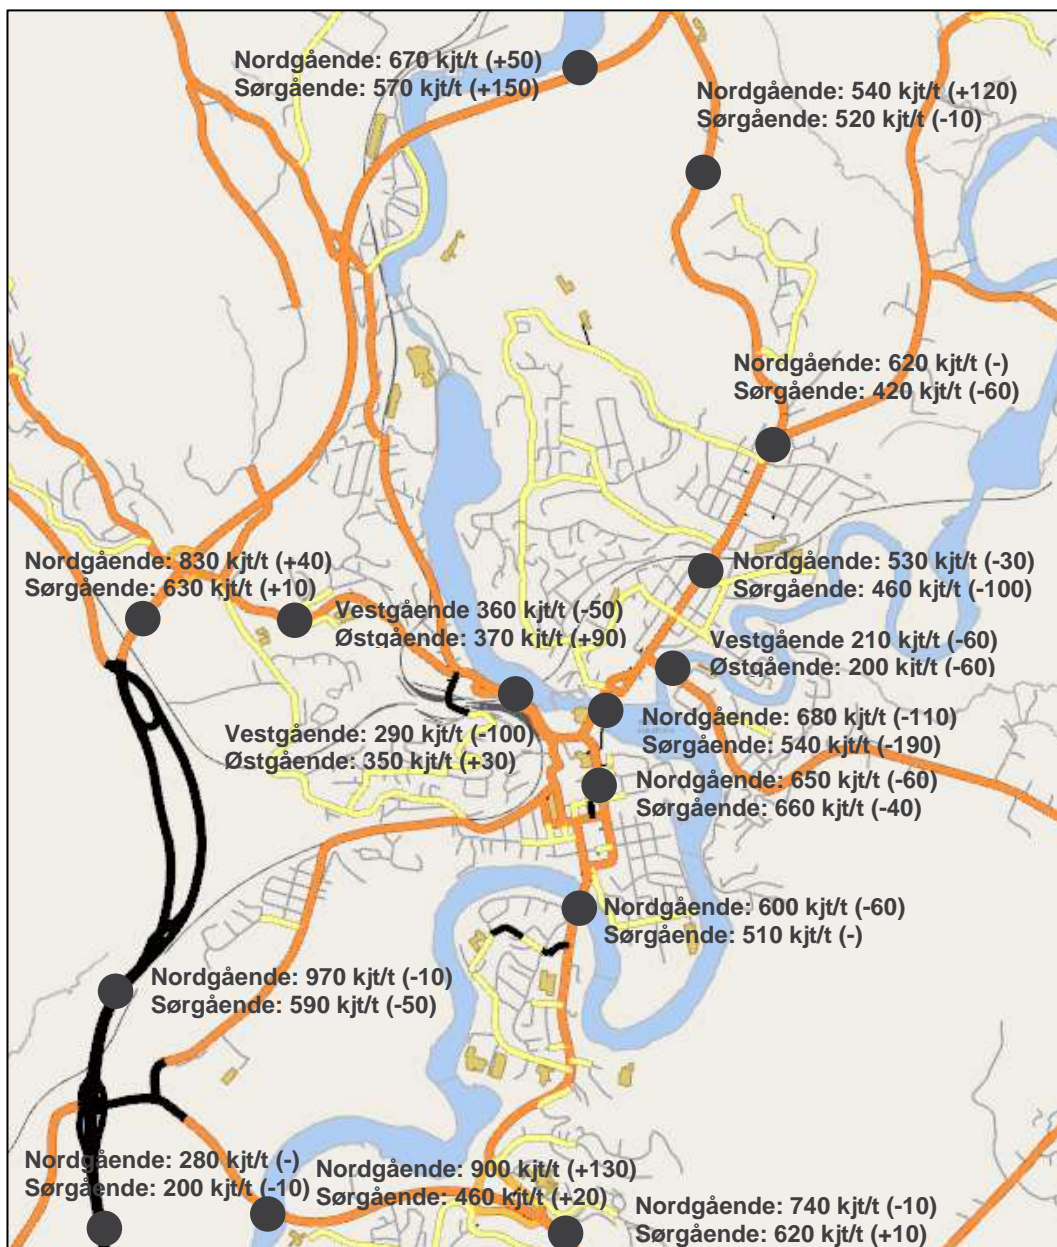 Nordgående: 670 kjt/t (+50)
Sørgående: 570 kjt/t (+150)
Nordgående: 540 kjt/t (+120)
Sørgående: 520 kjt/t (-10)
Nordgående: 620 kjt/t (-)
Sørgående: 420 kjt/t (-60)
Nordgående: 830 kjt/t (+40)
Sørgående: 630 kjt/t (+10)
Nordgående: 530 kjt/t (-30)
Sørgående: 460 kjt/t (-100)
Vestgående 360 kjt/t (-50)
Østgående: 370 kjt/t (+90)
Vestgående 210 kjt/t (-60)
Østgående: 200 kjt/t (-60)
Nordgående: 680 kjt/t (-110)
Sørgående: 540 kjt/t (-190)
Vestgående: 290 kjt/t (-100)
Østgående: 350 kjt/t (+30)
Nordgående: 650 kjt/t (-60)
Sørgående: 660 kjt/t (-40)
Nordgående: 600 kjt/t (-60)
Sørgående: 510 kjt/t (-)
Nordgående: 970 kjt/t (-10)
Sørgående: 590 kjt/t (-50)
Nordgående: 280 kjt/t (-)
Sørgående: 200 kjt/t (-10)
Nordgående: 900 kjt/t (+130)
Sørgående: 460 kjt/t (+20)
Nordgående: 740 kjt/t (-10)
Sørgående: 620 kjt/t (+10)